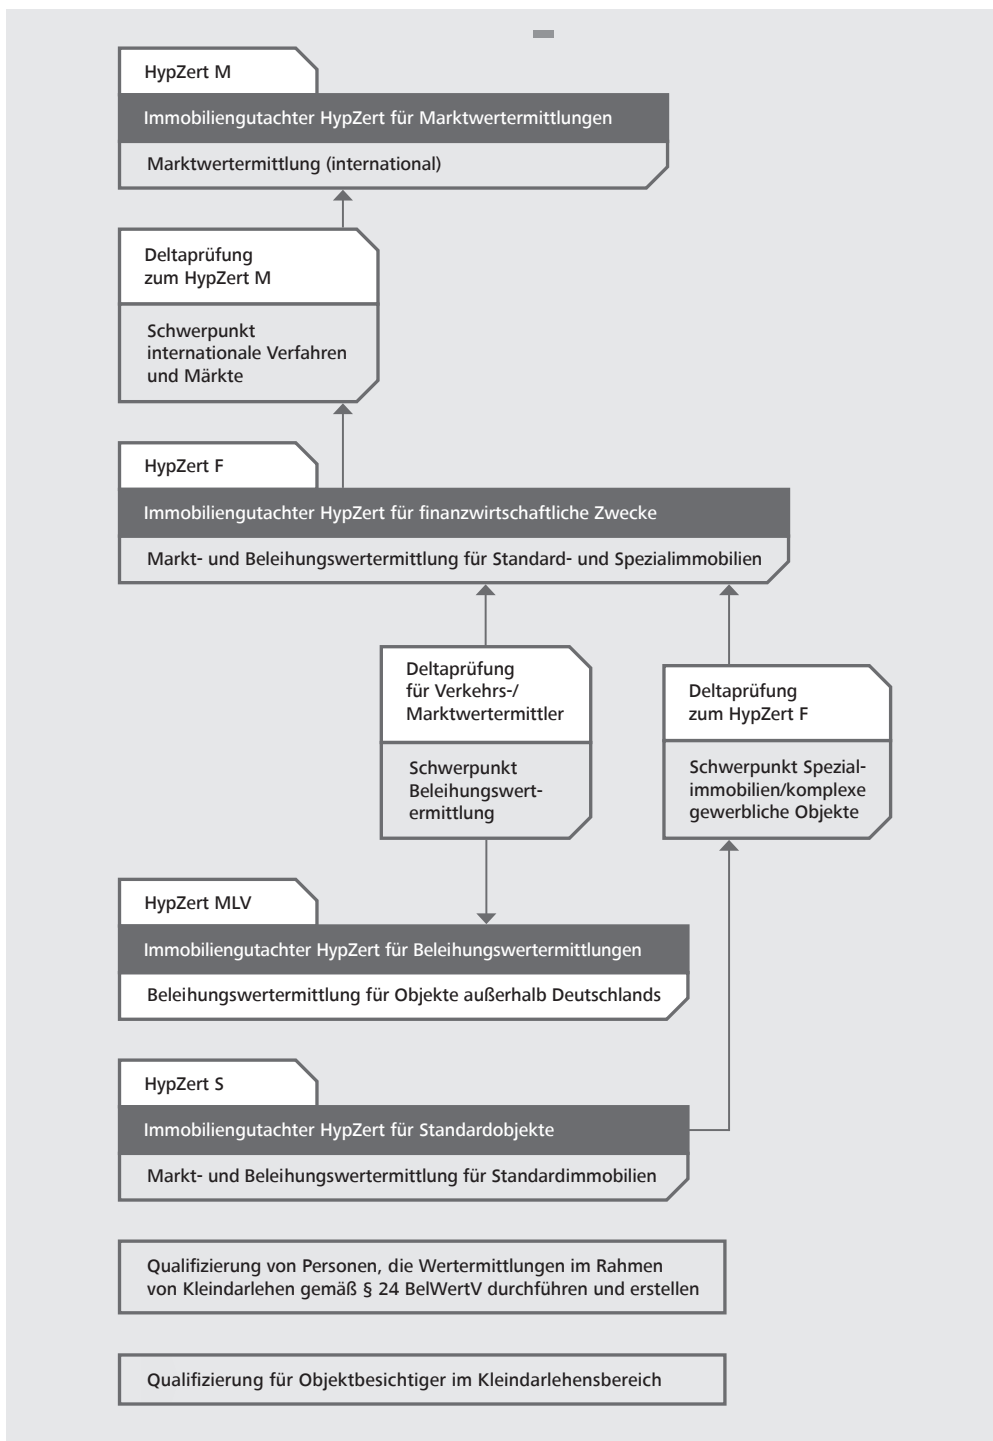 HypZert M
Immobiliengutachter HypZert für Marktwertermittlungen
Marktwertermittlung (international)
Deltaprüfung
zum HypZert M
Schwerpunkt
internationale Verfahren
und Märkte
HypZert F
Immobiliengutachter HypZert für finanzwirtschaftliche Zwecke
Markt- und Beleihungswertermittlung für Standard- und Spezialimmobilien
Deltaprüfung
für Verkehrs-/
Marktwertermittler
Schwerpunkt
Beleihungswert-
ermittlung
Deltaprüfung
zum HypZert F
Schwerpunkt Spezial-
immobilien/komplexe
gewerbliche Objekte
HypZert MLV
Immobiliengutachter HypZert für Beleihungswertermittlungen
Beleihungswertermittlung für Objekte außerhalb Deutschlands
HypZert S
Immobiliengutachter HypZert für Standardobjekte
Markt- und Beleihungswertermittlung für Standardimmobilien
Qualifizierung von Personen, die Wertermittlungen im Rahmen
von Kleindarlehen gemäß § 24 BelWertV durchführen und erstellen
Qualifizierung für Objektbesichtiger im Kleindarlehensbereich